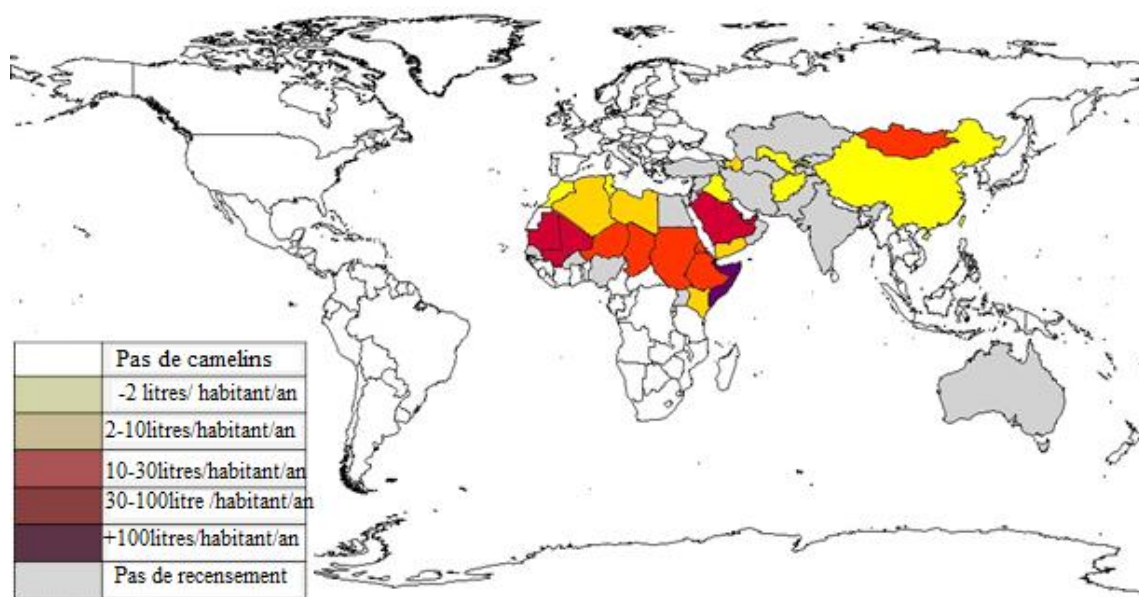 Pas de camelins
-2 litres/ habitant/an
2-10litres/habitant/an
10-30litres/habitant/an
30-100litre /habitant/an
+100litres/habitant/an
Pas de recensement